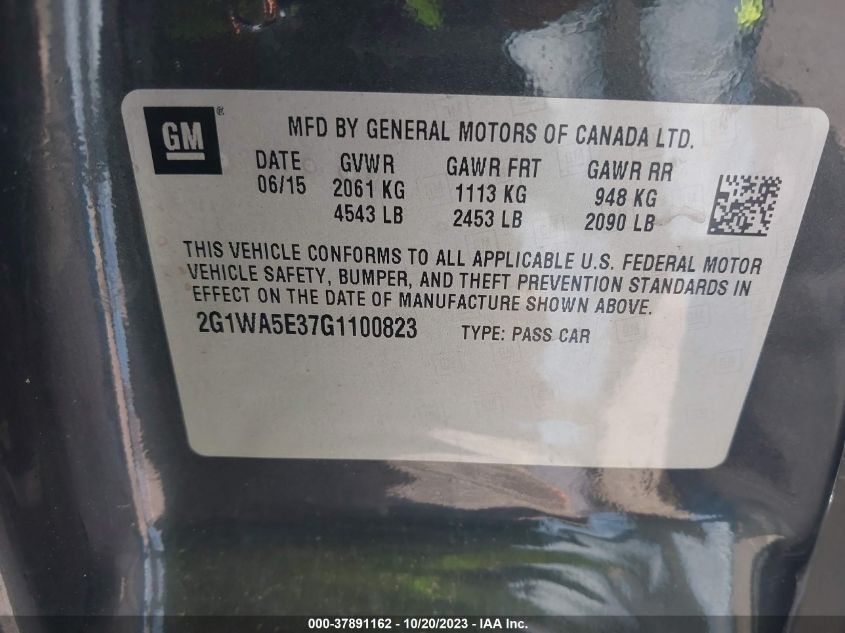 GM ®
MFD BY GENERAL MOTORS OF CANADA LTD.
DATE GVWR GAWR FRT GAWR RR
06/15 2061 KG 1113 KG 948 KG
4543 LB 2453 LB 2090 LB
THIS VEHICLE CONFORMS TO ALL APPLICABLE U.S. FEDERAL MOTOR
VEHICLE SAFETY, BUMPER, AND THEFT PREVENTION STANDARDS IN
EFFECT ON THE DATE OF MANUFACTURE SHOWN ABOVE.
2G1WA5E37G1100823 TYPE: PASS CAR
000-37891162 - 10/20/2023 - IAA Inc.